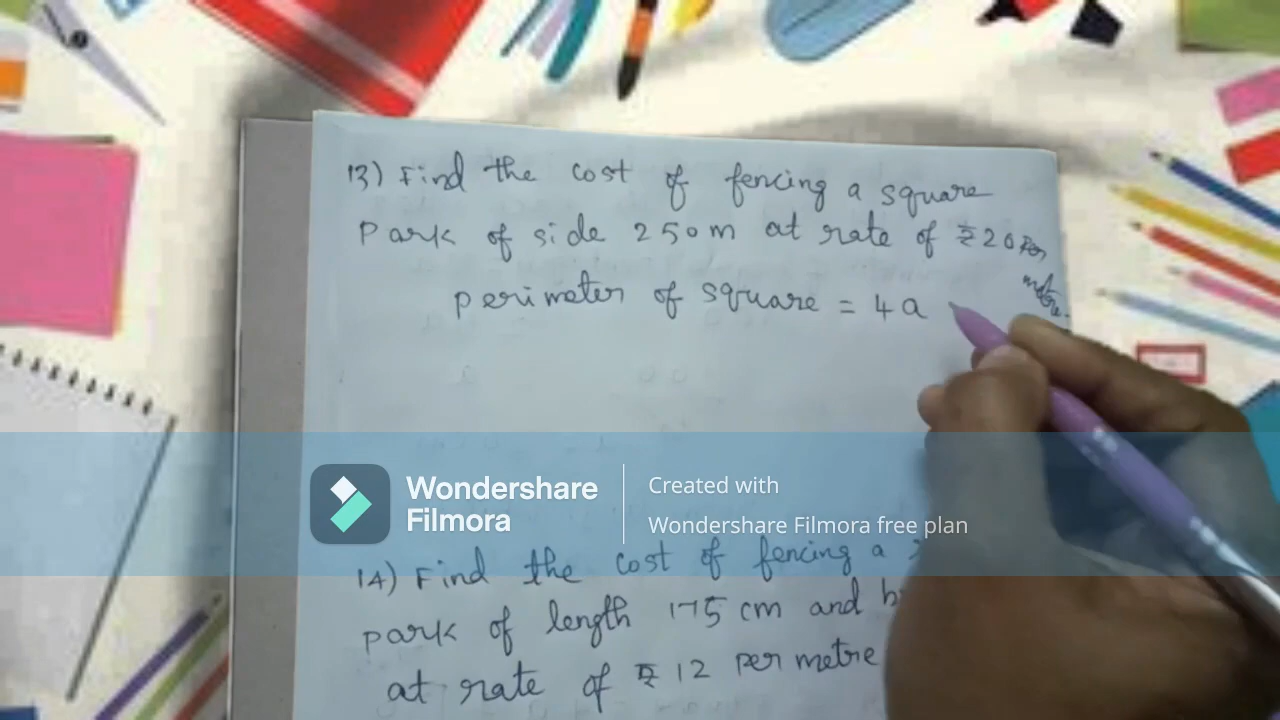 13) Find the cost of fencing a square
Park of side 250m at rate of ₹20 per
metre.
perimeter of square = 4a
Wondershare
Filmora
Created with
Wondershare Filmora free plan
14) Find the cost of fencing a
park of length 175 cm and
at rate of ₹12 per metre